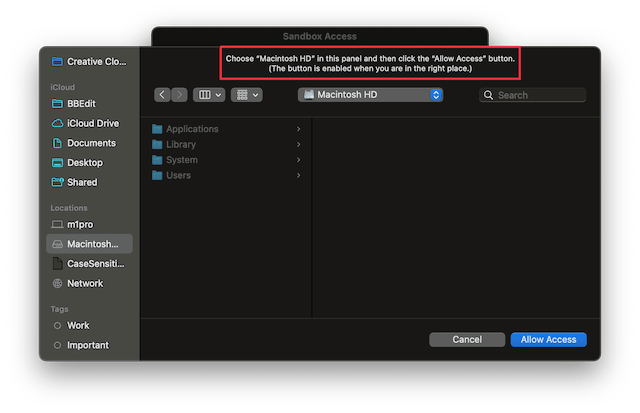 Sandbox Access
Choose “Macintosh HD” in this panel and then click the “Allow Access” button.
(The button is enabled when you are in the right place.)
Macintosh HD
Search
Creative Clo...
iCloud
BBEdit
iCloud Drive
Documents
Desktop
Shared
Locations
m1pro
Macintosh...
CaseSensiti...
Network
Tags
Work
Important
Applications
Library
System
Users
Cancel
Allow Access